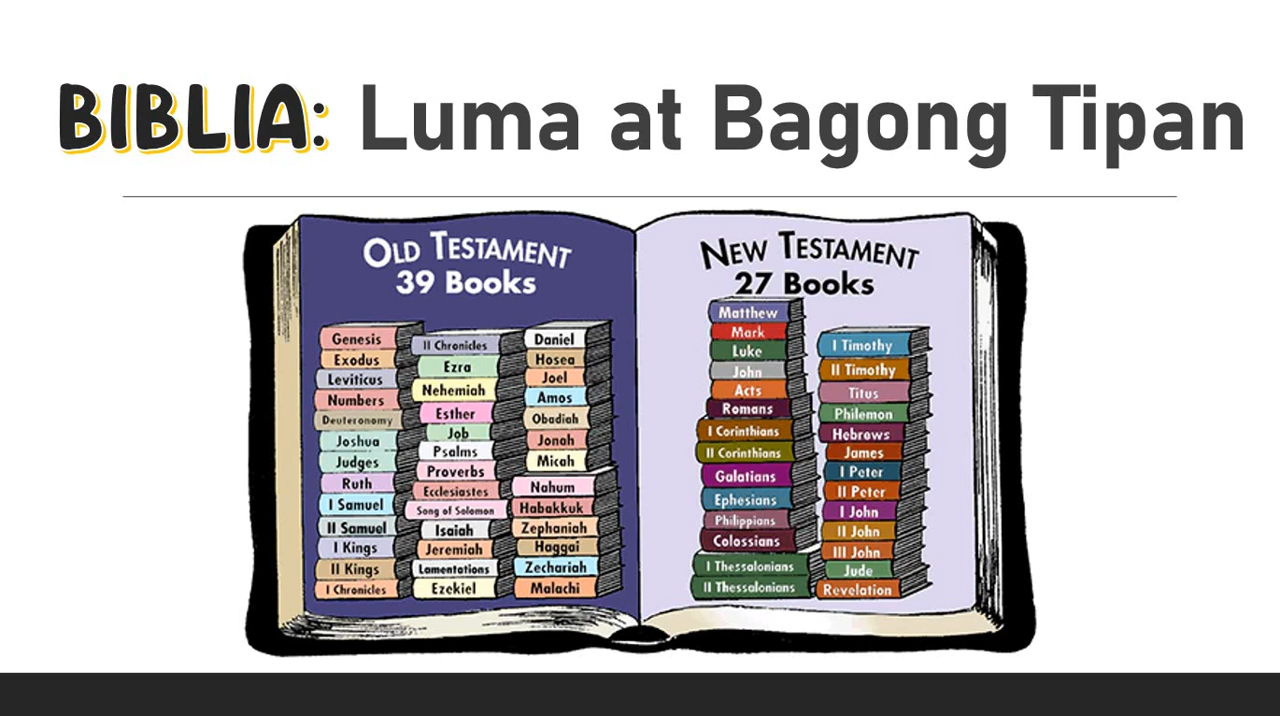 BIBLIA: Luma at Bagong Tipan
OLD TESTAMENT
39 Books
Genesis
Exodus
Leviticus
Numbers
Deuteronomy
Joshua
Judges
Ruth
I Samuel
II Samuel
I Kings
II Kings
I Chronicles
II Chronicles
Ezra
Nehemiah
Esther
Job
Psalms
Proverbs
Ecclesiastes
Song of Solomon
Isaiah
Jeremiah
Lamentations
Ezekiel
Daniel
Hosea
Joel
Amos
Obadiah
Jonah
Micah
Nahum
Habakkuk
Zephaniah
Haggai
Zechariah
Malachi
NEW TESTAMENT
27 Books
Matthew
Mark
Luke
John
Acts
Romans
I Corinthians
II Corinthians
Galatians
Ephesians
Philippians
Colossians
I Thessalonians
II Thessalonians
I Timothy
II Timothy
Titus
Philemon
Hebrews
James
I Peter
II Peter
I John
II John
III John
Jude
Revelation